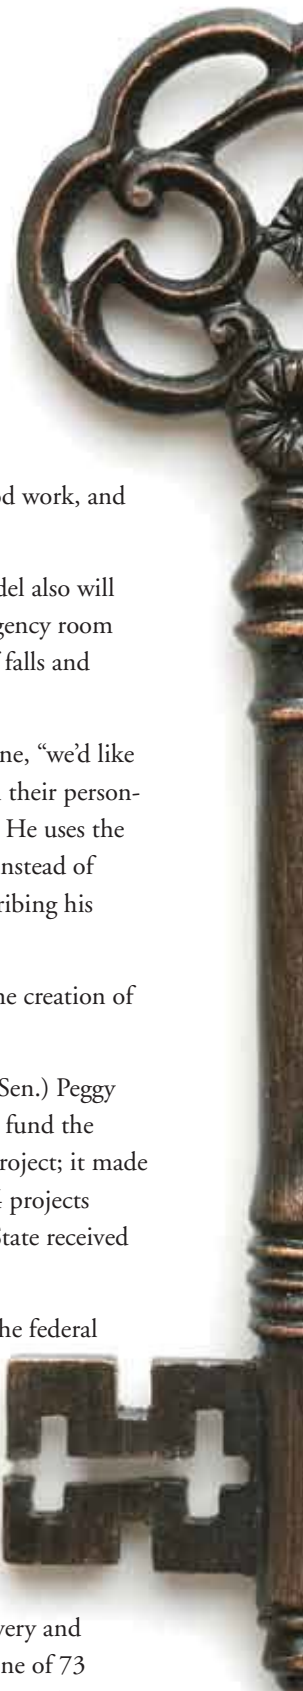 d work, and
del also will
gency room
falls and
ne, “we’d like
their person-
He uses the
nstead of
ribing his
he creation of
Sen.) Peggy
fund the
roject; it made
projects
State received
he federal
very and
ne of 73